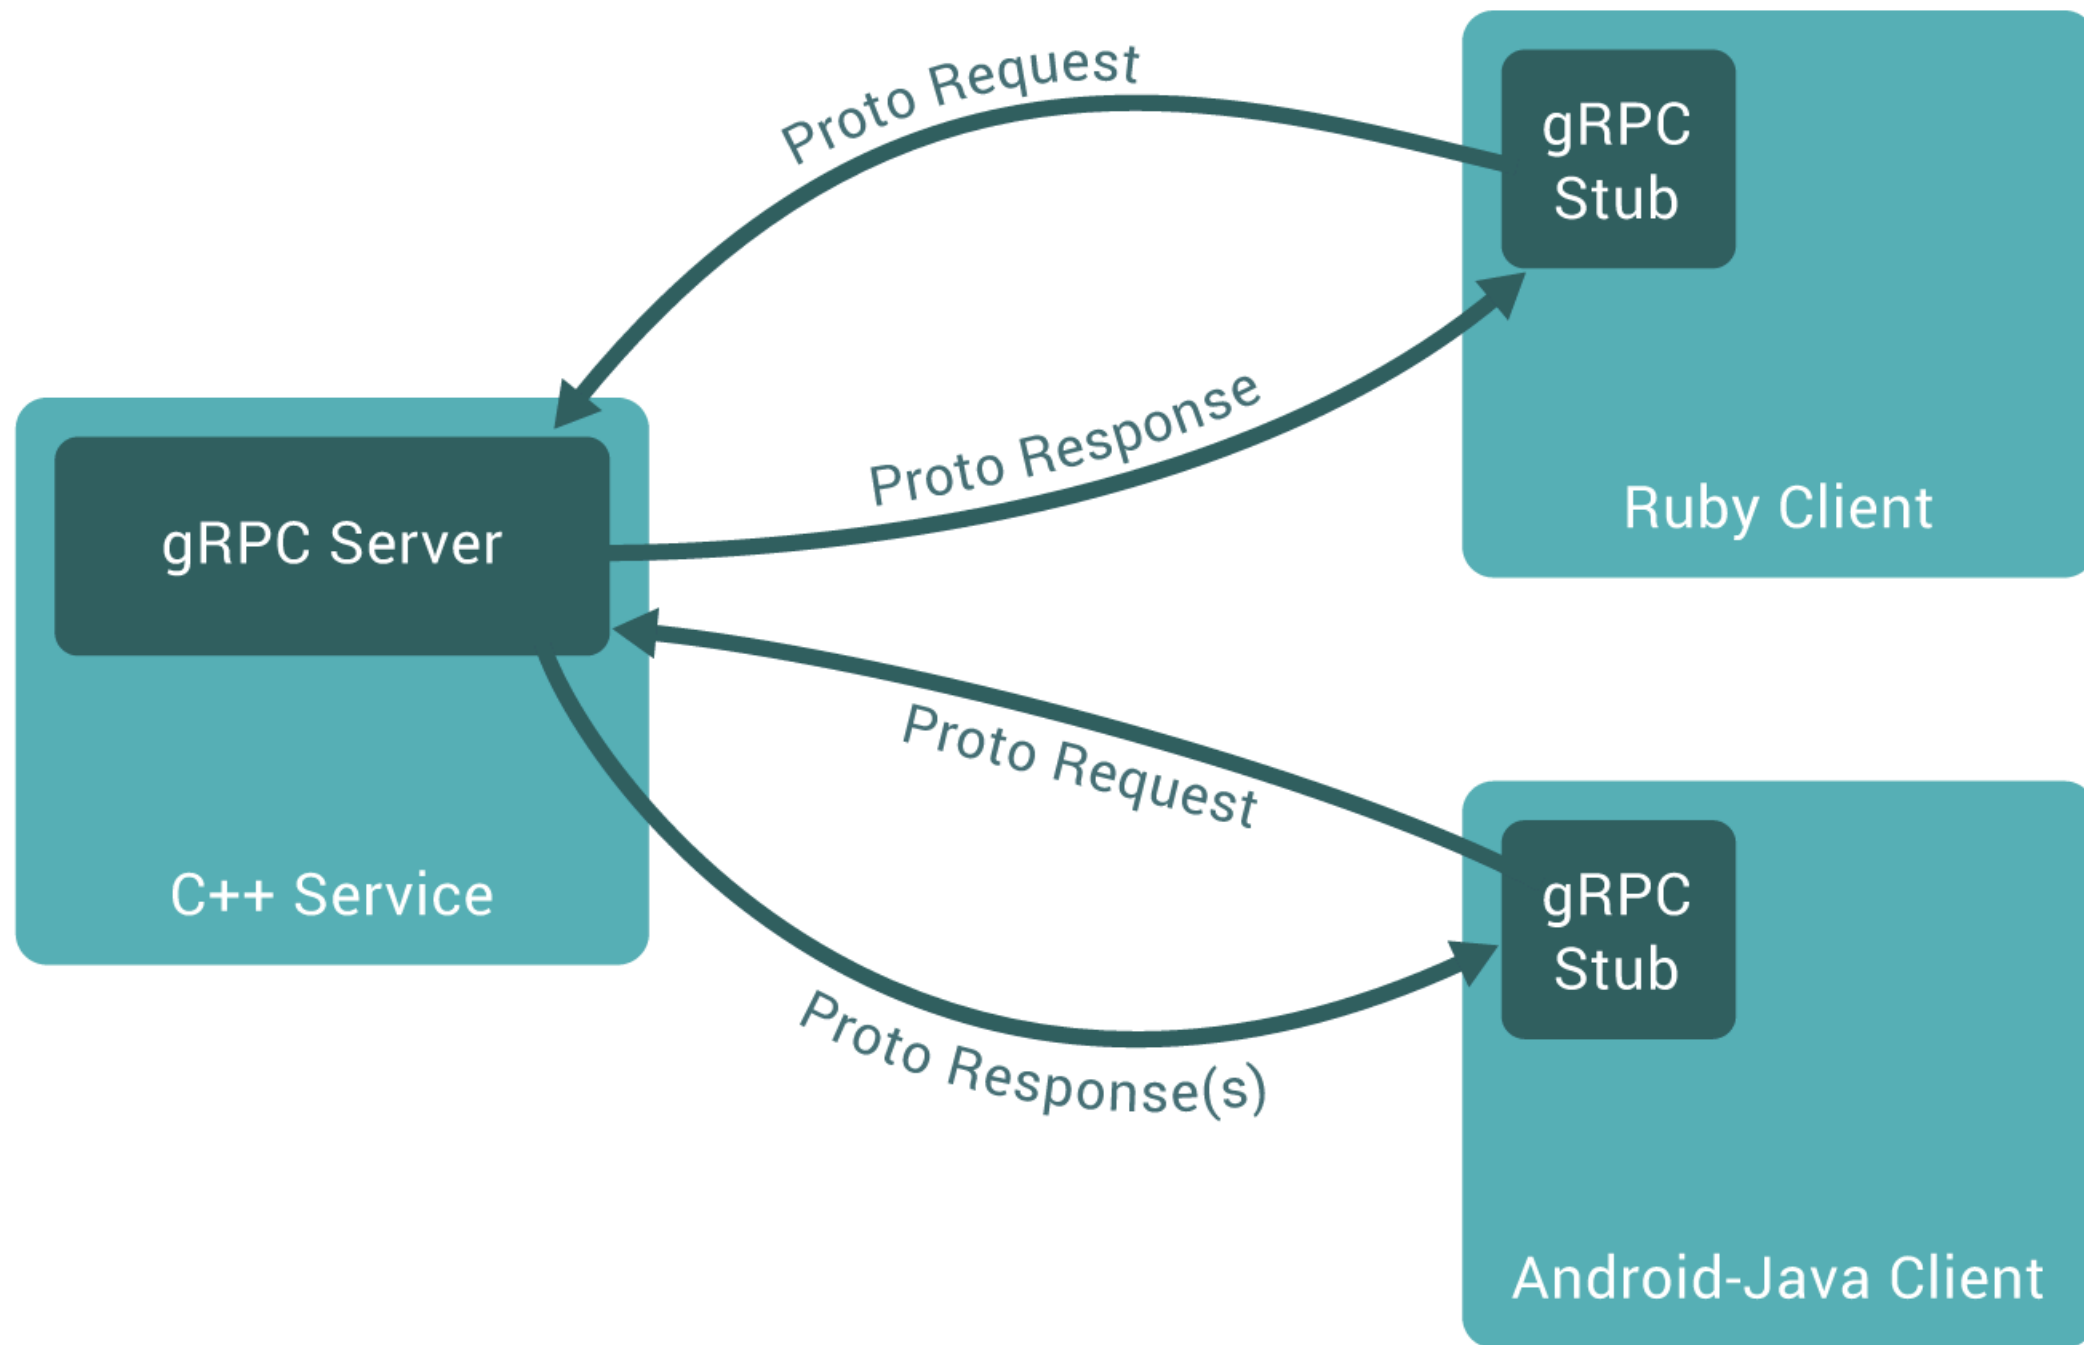 Proto Request
gRPC
Stub
Proto Response
Ruby Client
gRPC Server
C++ Service
Proto Request
gRPC
Stub
Proto Response(s)
Android-Java Client